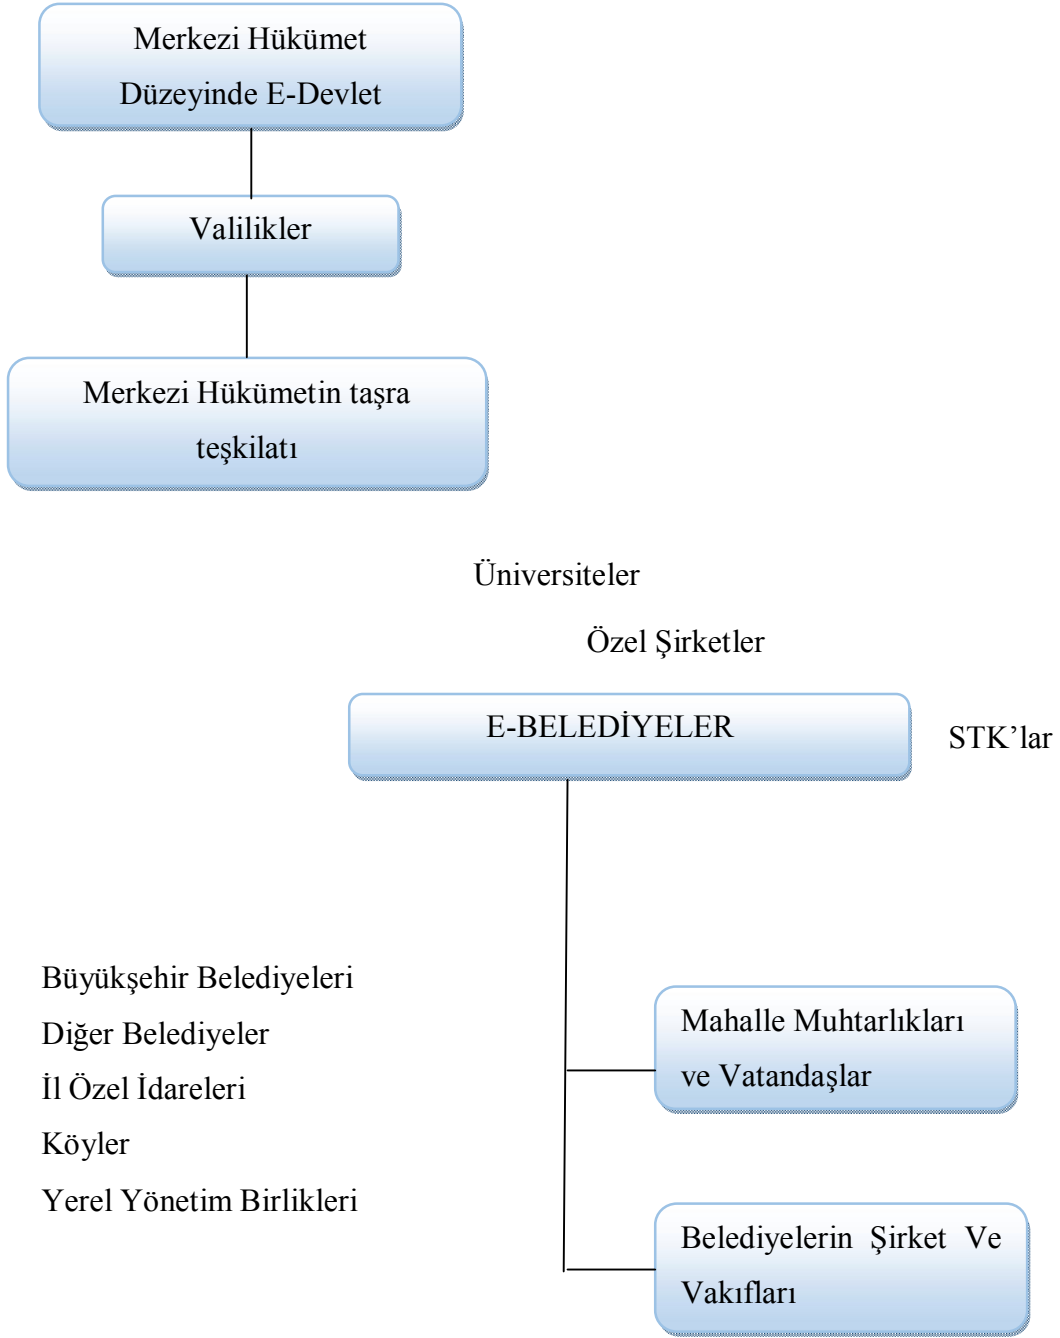 Merkezi Hükümet
Düzeyinde E-Devlet
Valilikler
Merkezi Hükümetin taşra
teşkilatı
Üniversiteler
Özel Şirketler
E-BELEDİYELER
STK’lar
Büyükşehir Belediyeleri
Diğer Belediyeler
İl Özel İdareleri
Köyler
Yerel Yönetim Birlikleri
Mahalle Muhtarlıkları
ve Vatandaşlar
Belediyelerin Şirket Ve
Vakıfları